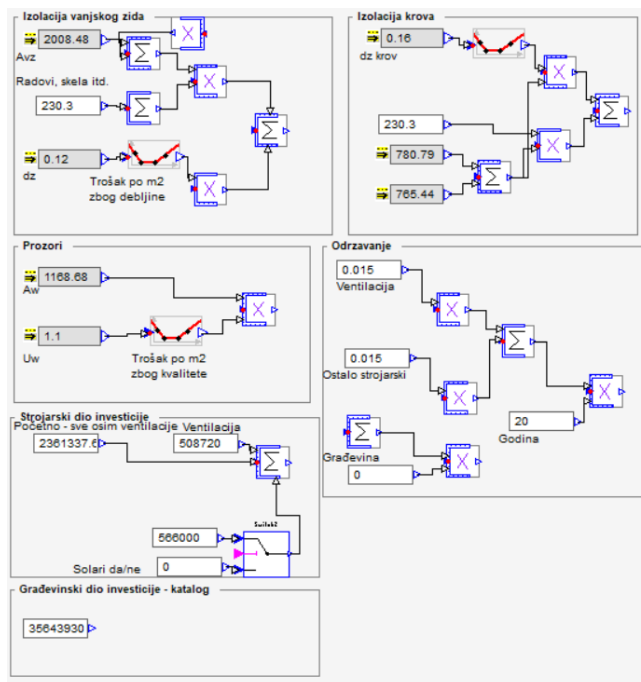 Izolacija vanjskog zida
2008.48
Avz
Radovi, skela itd.
230.3
0.12
dz
Trošak po m2
zbog debljine
Izolacija krova
0.16
dz krov
230.3
780.79
765.44
Prozori
1168.68
Aw
1.1
Uw
Trošak po m2
zbog kvalitete
Odrzavanje
0.015
Ventilacija
0.015
Ostalo strojarski
20
Godina
Građevina
0
Strojarski dio investicije
Početno - sve osim ventilacije
Ventilacija
2361337.6
508720
Switch2
566000
Solari da/ne
0
Građevinski dio investicije - katalog
35643930